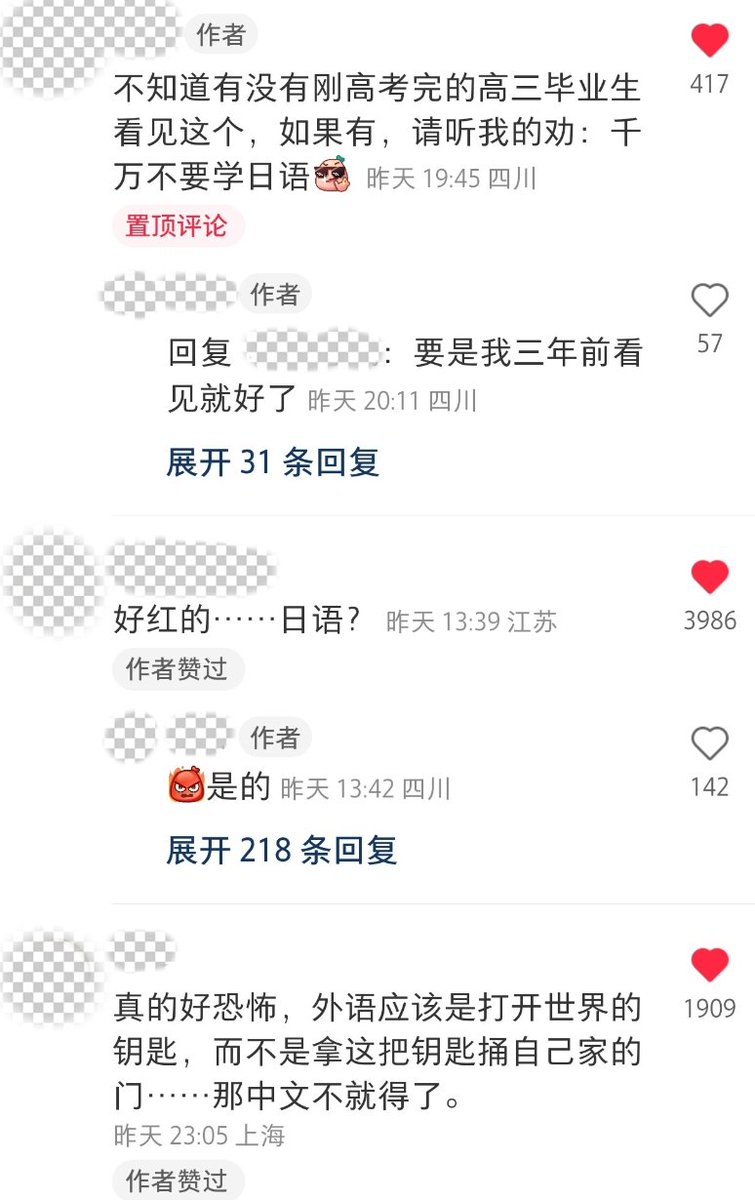 作者
417
不知道有没有刚高考完的高三毕业生
看见这个，如果有，请听我的劝：千
万不要学日语 昨天 19:45 四川
置顶评论
作者
57
回复 ：要是我三年前看
见就好了 昨天 20:11 四川
展开 31 条回复
好红的……日语？ 昨天 13:39 江苏
3986
作者赞过
作者
是的 昨天 13:42 四川
142
展开 218 条回复
真的好恐怖，外语应该是打开世界的
1909
钥匙，而不是拿这把钥匙捅自己家的
门……那中文不就得了。
昨天 23:05 上海
作者赞过